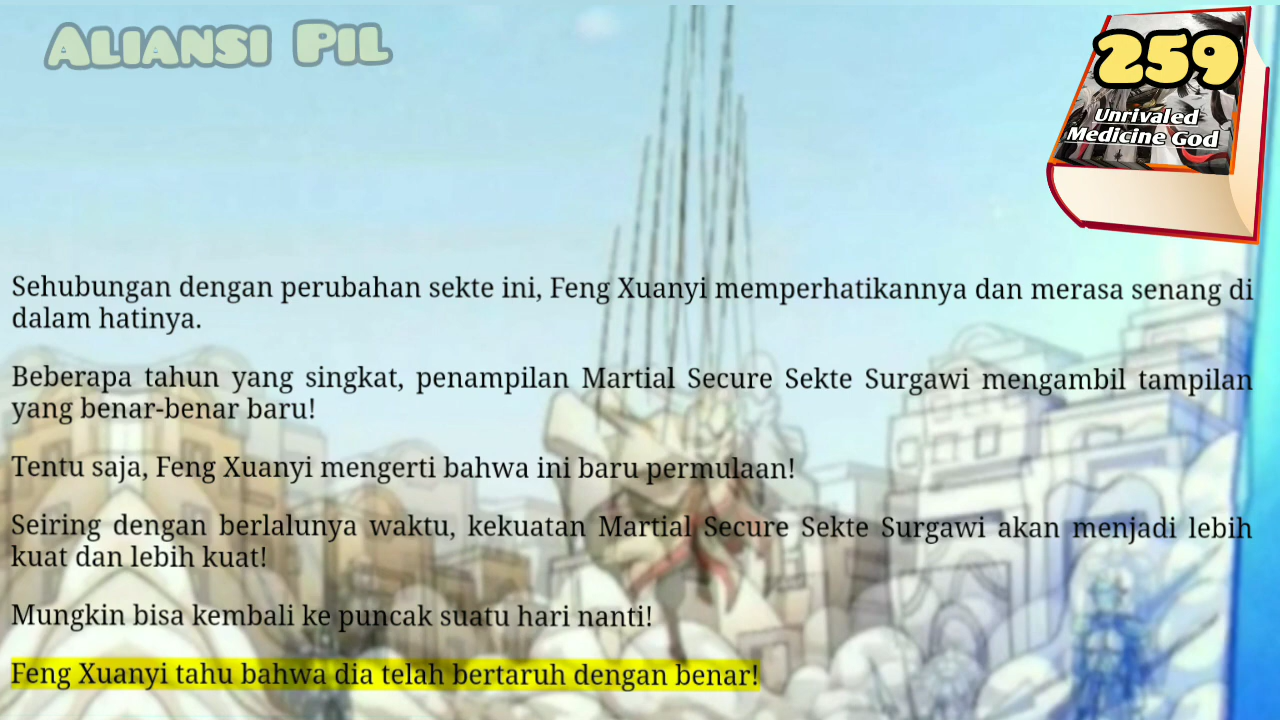 Aliansi Pil
259
Unrivaled
Medicine God
Sehubungan dengan perubahan sekte ini, Feng Xuanyi memperhatikannya dan merasa senang di
dalam hatinya.
Beberapa tahun yang singkat, penampilan Martial Secure Sekte Surgawi mengambil tampilan
yang benar-benar baru!
Tentu saja, Feng Xuanyi mengerti bahwa ini baru permulaan!
Seiring dengan berlalunya waktu, kekuatan Martial Secure Sekte Surgawi akan menjadi lebih
kuat dan lebih kuat!
Mungkin bisa kembali ke puncak suatu hari nanti!
Feng Xuanyi tahu bahwa dia telah bertaruh dengan benar!